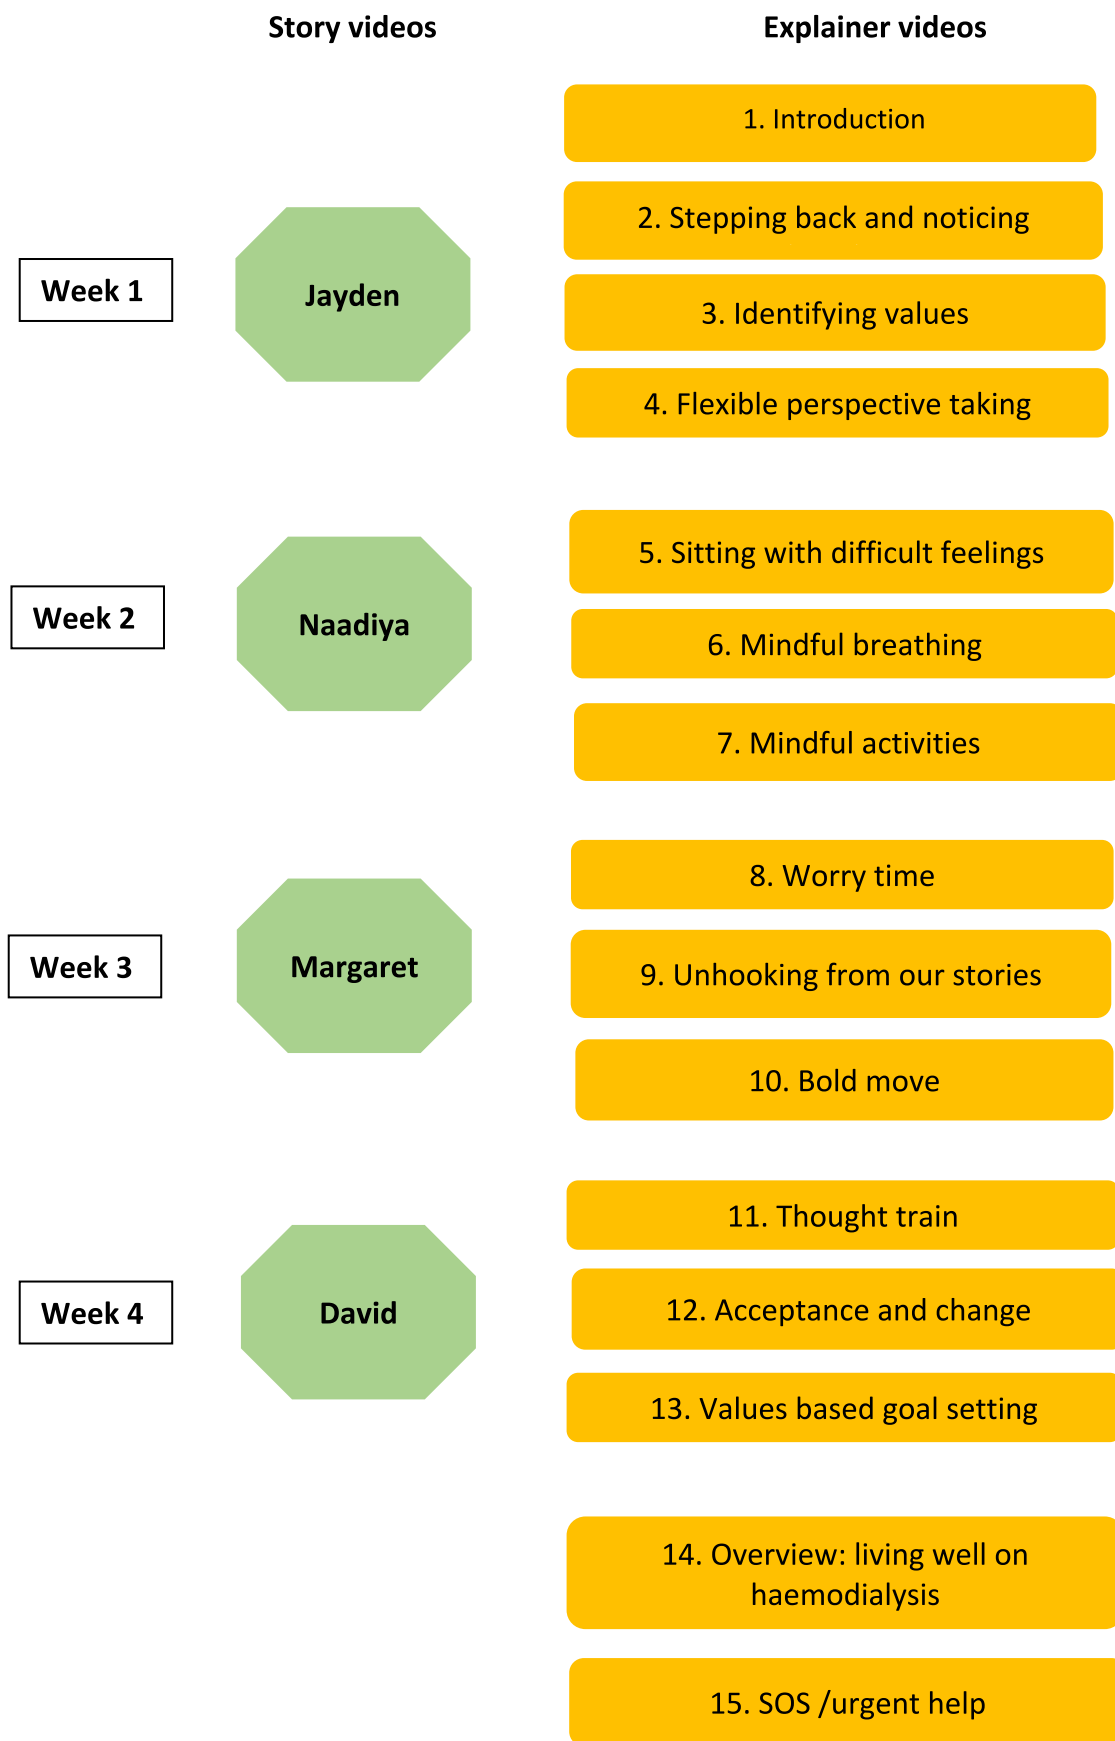 Story videos
Explainer videos
1. Introduction
2. Stepping back and noticing
Week 1
Jayden
3. Identifying values
4. Flexible perspective taking
5. Sitting with difficult feelings
Week 2
Naadiya
6. Mindful breathing
7. Mindful activities
8. Worry time
Week 3
Margaret
9. Unhooking from our stories
10. Bold move
11. Thought train
Week 4
David
12. Acceptance and change
13. Values based goal setting
14. Overview: living well on
haemodialysis
15. SOS /urgent help